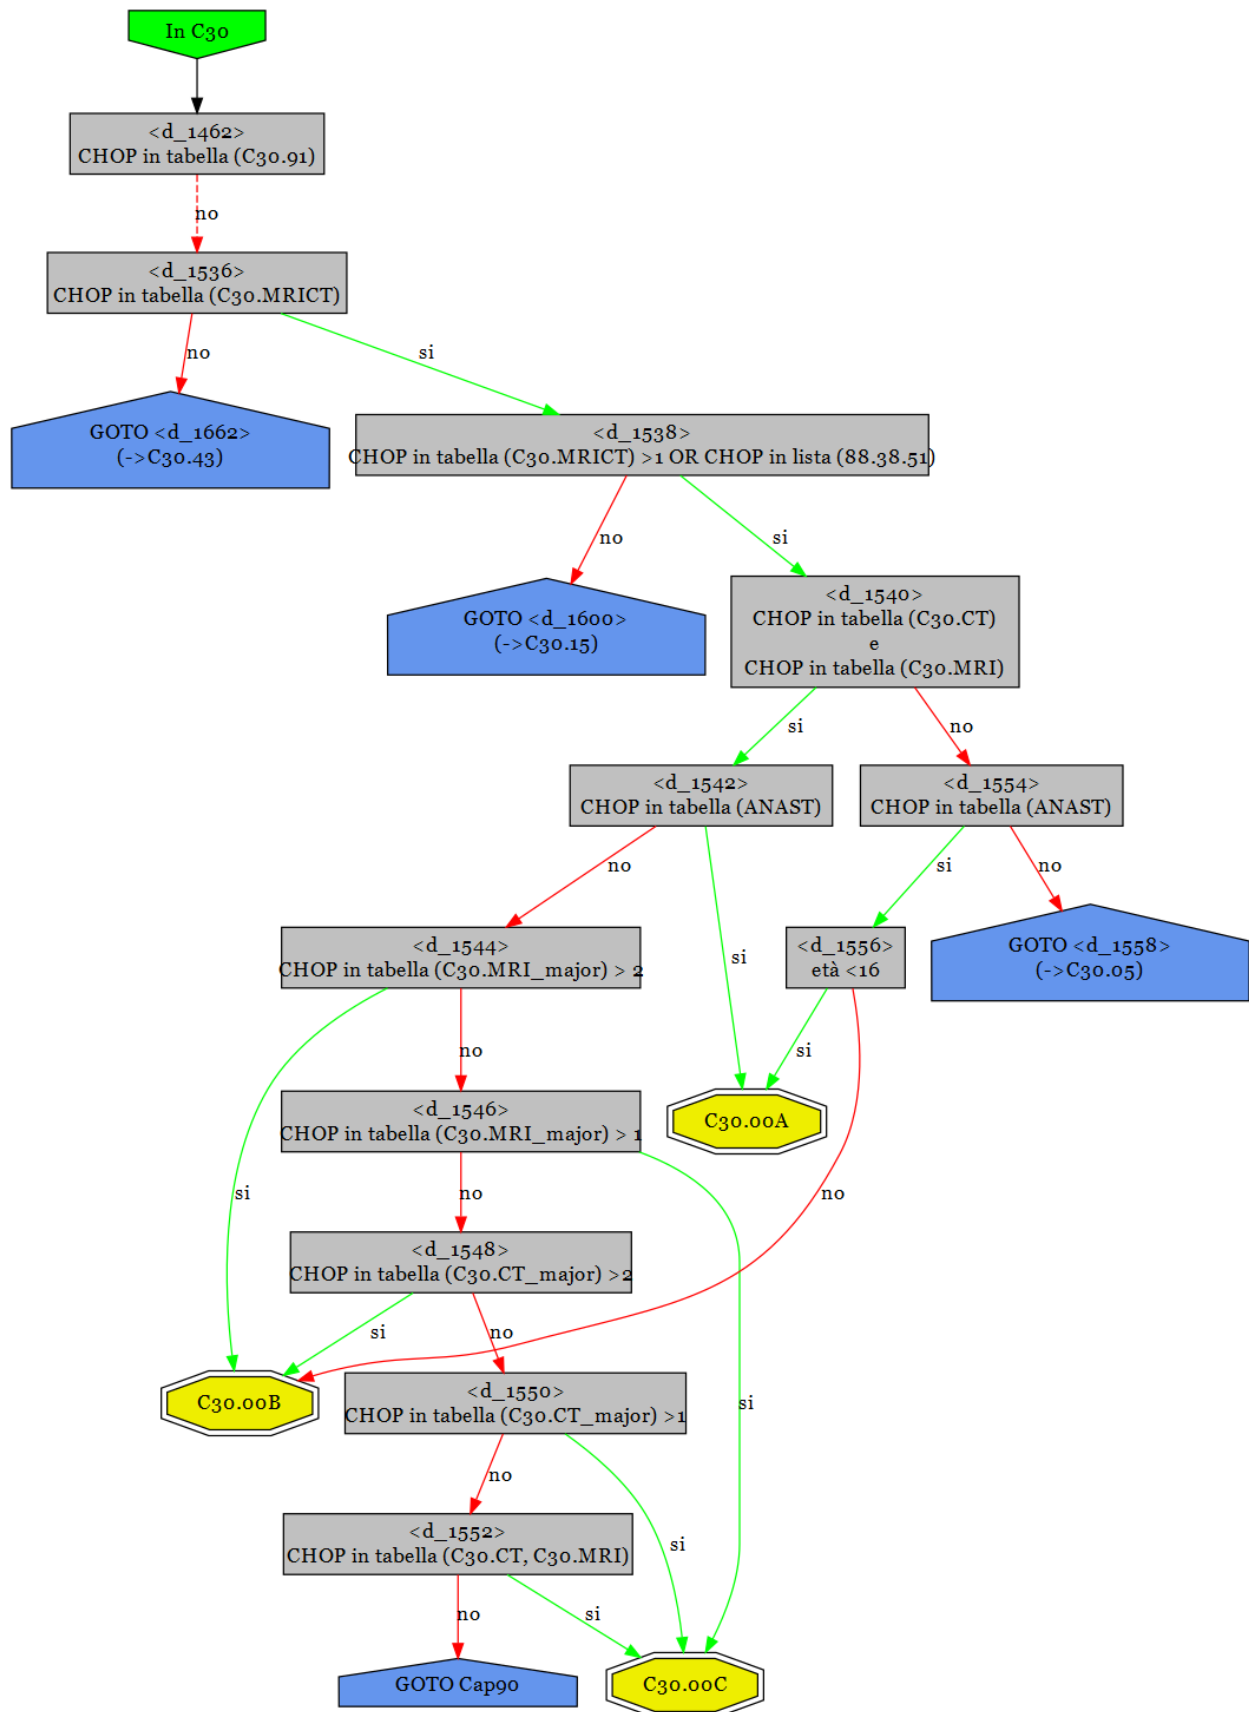 In C30
<d_1462>
CHOP in tabella (C30.91)
no
<d_1536>
CHOP in tabella (C30.MRICT)
no
si
GOTO <d_1662>
(->C30.43)
<d_1538>
CHOP in tabella (C30.MRICT) >1 OR CHOP in lista (88.38.51)
no
si
GOTO <d_1600>
(->C30.15)
<d_1540>
CHOP in tabella (C30.CT)
e
CHOP in tabella (C30.MRI)
si
no
<d_1542>
CHOP in tabella (ANAST)
<d_1554>
CHOP in tabella (ANAST)
no
si
si
no
<d_1544>
CHOP in tabella (C30.MRI_major) > 2
<d_1556>
età <16
GOTO <d_1558>
(->C30.05)
si
no
no
si
<d_1546>
CHOP in tabella (C30.MRI_major) > 1
C30.00A
no
si
no
<d_1548>
CHOP in tabella (C30.CT_major) >2
si
no
C30.00B
<d_1550>
CHOP in tabella (C30.CT_major) >1
si
no
si
<d_1552>
CHOP in tabella (C30.CT, C30.MRI)
no
si
GOTO Cap90
C30.00C